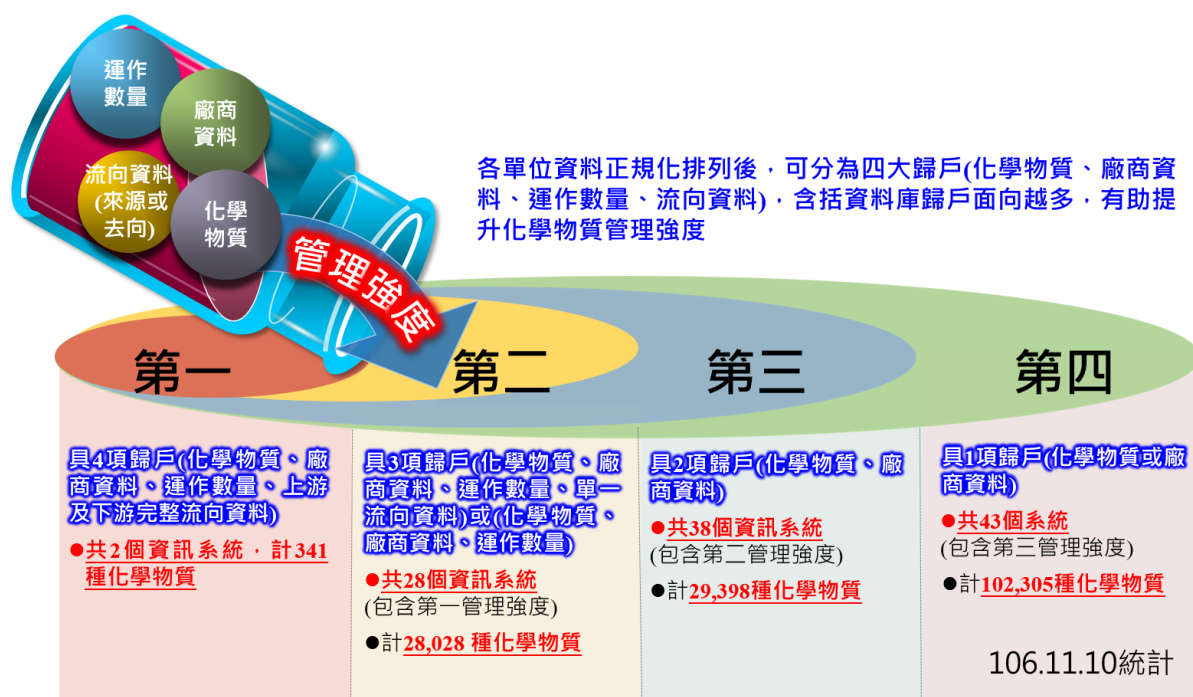 運作
數量
廠商
資料
流向資料
(來源或
去向)
化學
物質
管理強度
各單位資料正規化排列後，可分為四大歸戶(化學物質、廠商資
料、運作數量、流向資料)，含括資料庫歸戶面向越多，有助提
升化學物質管理強度
第一
第二
第三
第四
具4項歸戶(化學物質、廠
商資料、運作數量、上游
及下游完整流向資料)
●共2個資訊系統，計341
種化學物質
具3項歸戶(化學物質、廠
商資料、運作數量、單一
流向資料)或(化學物質、
廠商資料、運作數量)
●共28個資訊系統
(包含第一管理強度)
●計28,028 種化學物質
具2項歸戶(化學物質、廠
商資料)
●共38個資訊系統
(包含第二管理強度)
●計29,398種化學物質
具1項歸戶(化學物質或廠
商資料)
●共43個系統
(包含第三管理強度)
●計102,305種化學物質
106.11.10統計